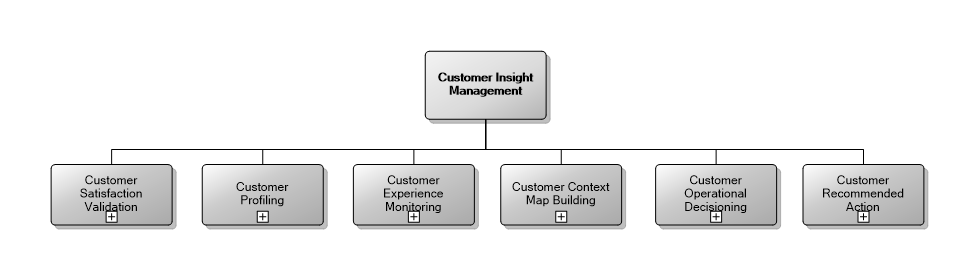 Customer Insight
Management
Customer
Satisfaction
Validation
Customer
Profiling
Customer
Experience
Monitoring
Customer Context
Map Building
Customer
Operational
Decisioning
Customer
Recommended
Action